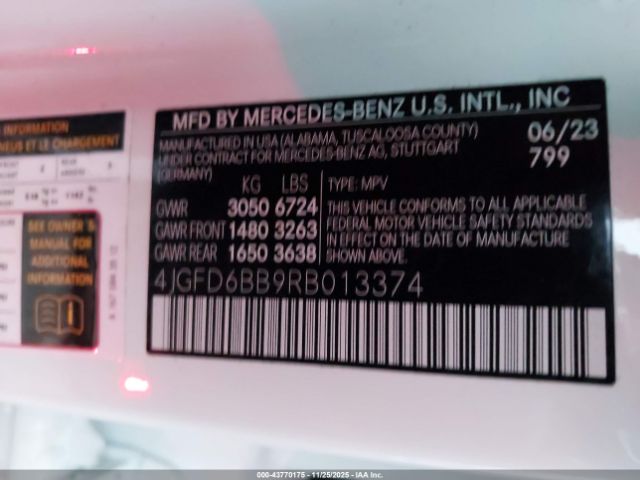 MFD BY MERCEDES-BENZ U.S. INTL., INC
MANUFACTURED IN USA (ALABAMA, TUSCALOOSA COUNTY)
UNDER CONTRACT FOR MERCEDES-BENZ AG, STUTTGART
(GERMANY)
06/23
799
KG LBS
GVWR 3050 6724
GAWR FRONT 1480 3263
GAWR REAR 1650 3638
TYPE: MPV
THIS VEHICLE CONFORMS TO ALL APPLICABLE
FEDERAL MOTOR VEHICLE SAFETY STANDARDS
IN EFFECT ON THE DATE OF MANUFACTURE
SHOWN ABOVE.
4JGFD6BB9RB013374
INFORMATION
NEUS ET LE CHARGEMENT
SEE OWNER'S
MANUAL FOR
ADDITIONAL
INFORMATION
000-43770175 - 11/25/2025 - IAA Inc.